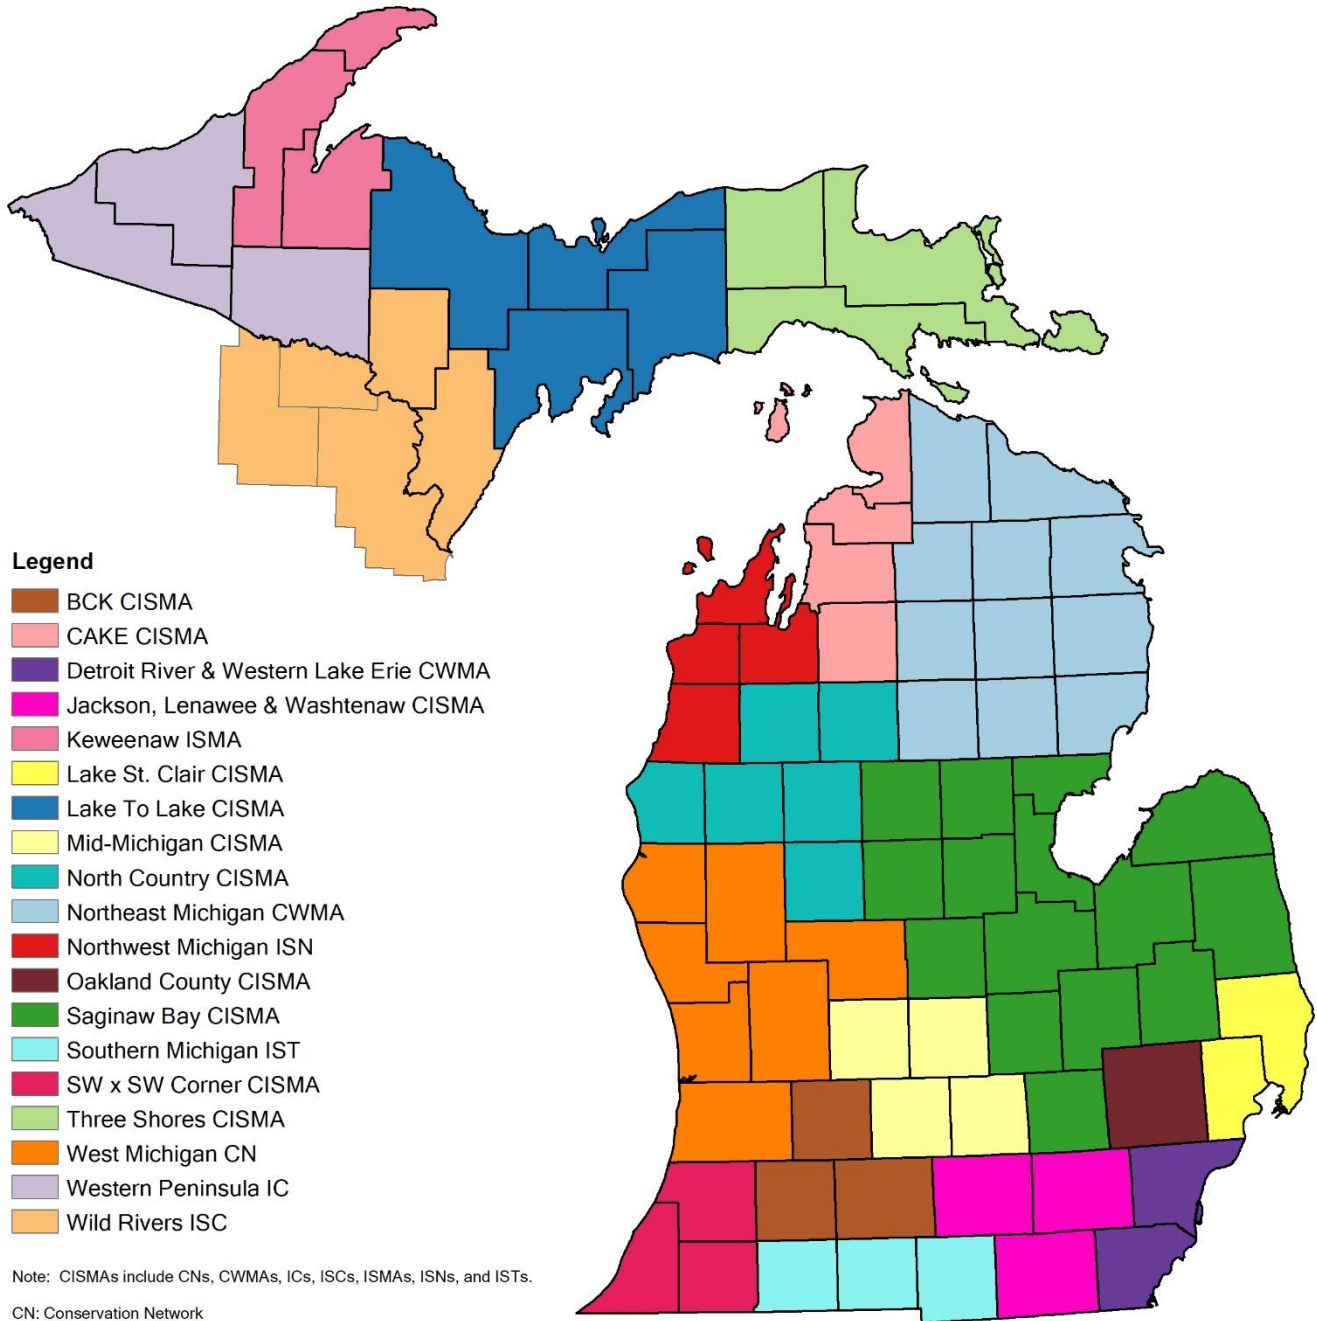 Legend
BCK CISMA
CAKE CISMA
Detroit River & Western Lake Erie CWMA
Jackson, Lenawee & Washtenaw CISMA
Keweenaw ISMA
Lake St. Clair CISMA
Lake To Lake CISMA
Mid-Michigan CISMA
North Country CISMA
Northeast Michigan CWMA
Northwest Michigan ISN
Oakland County CISMA
Saginaw Bay CISMA
Southern Michigan IST
SW x SW Corner CISMA
Three Shores CISMA
West Michigan CN
Western Peninsula IC
Wild Rivers ISC
Note: CISMAs include CNs, CWMAs, ICs, ISCs, ISMAs, ISNs, and ISTs.
CN: Conservation Network